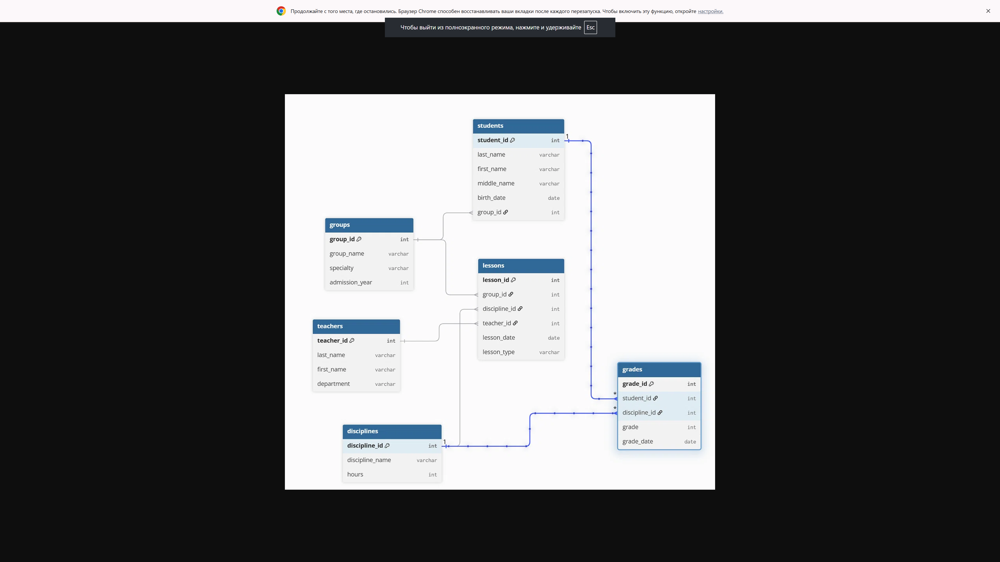 Продолжайте с того места, где остановились. Браузер Chrome способен восстанавливать ваши вкладки после каждого перезапуска. Чтобы включить эту функцию, откройте настройки.
Чтобы выйти из полноэкранного режима, нажмите и удерживайте Esc
students
student_id int
last_name varchar
first_name varchar
middle_name varchar
birth_date date
group_id int
1
groups
group_id int
group_name varchar
specialty varchar
admission_year int
lessons
lesson_id int
group_id int
discipline_id int
teacher_id int
lesson_date date
lesson_type varchar
teachers
teacher_id int
last_name varchar
first_name varchar
department varchar
grades
grade_id int
* student_id int
* discipline_id int
grade int
grade_date date
disciplines
discipline_id int
1
discipline_name varchar
hours int